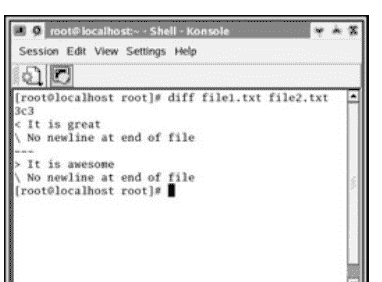 root@localhost:~ - Shell - Konsole
Session Edit View Settings Help
[root@localhost root]# diff file1.txt file2.txt
3c3
< It is great
\ No newline at end of file
---
> It is awesome
\ No newline at end of file
[root@localhost root]#